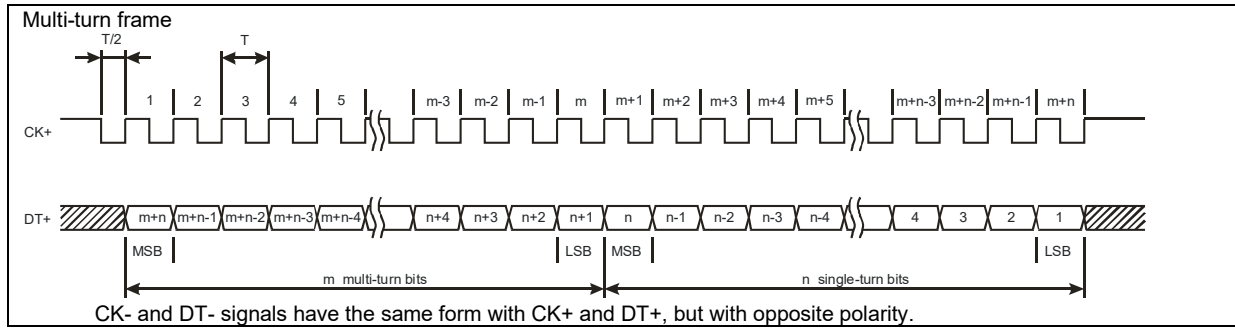 Multi-turn frame
T/2 T
1 2 3 4 5 m-3 m-2 m-1 m m+1 m+2 m+3 m+4 m+5 m+n-3 m+n-2 m+n-1 m+n
CK+
DT+ m+n m+n-1 m+n-2 m+n-3 m+n-4 n+4 n+3 n+2 n+1 n n-1 n-2 n-3 n-4 4 3 2 1
MSB LSB MSB LSB
m multi-turn bits n single-turn bits
CK- and DT- signals have the same form with CK+ and DT+, but with opposite polarity.